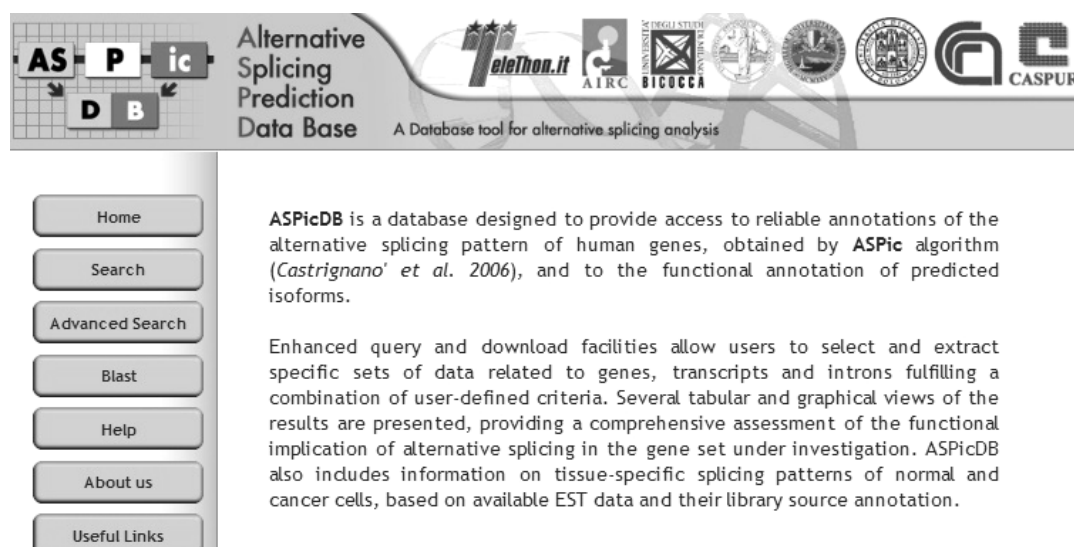 AS P ic
D B
Alternative
Splicing
Prediction
Data Base
A Database tool for alternative splicing analysis
TeleThon.it
AIRC
UNIVERSITÀ DEGLI STUDI DI MILANO
BICOCCA
CASPUR
Home
Search
Advanced Search
Blast
Help
About us
Useful Links
ASPicDB is a database designed to provide access to reliable annotations of the
alternative splicing pattern of human genes, obtained by ASPic algorithm
(Castrignano' et al. 2006), and to the functional annotation of predicted
isoforms.
Enhanced query and download facilities allow users to select and extract
specific sets of data related to genes, transcripts and introns fulfilling a
combination of user-defined criteria. Several tabular and graphical views of the
results are presented, providing a comprehensive assessment of the functional
implication of alternative splicing in the gene set under investigation. ASPicDB
also includes information on tissue-specific splicing patterns of normal and
cancer cells, based on available EST data and their library source annotation.